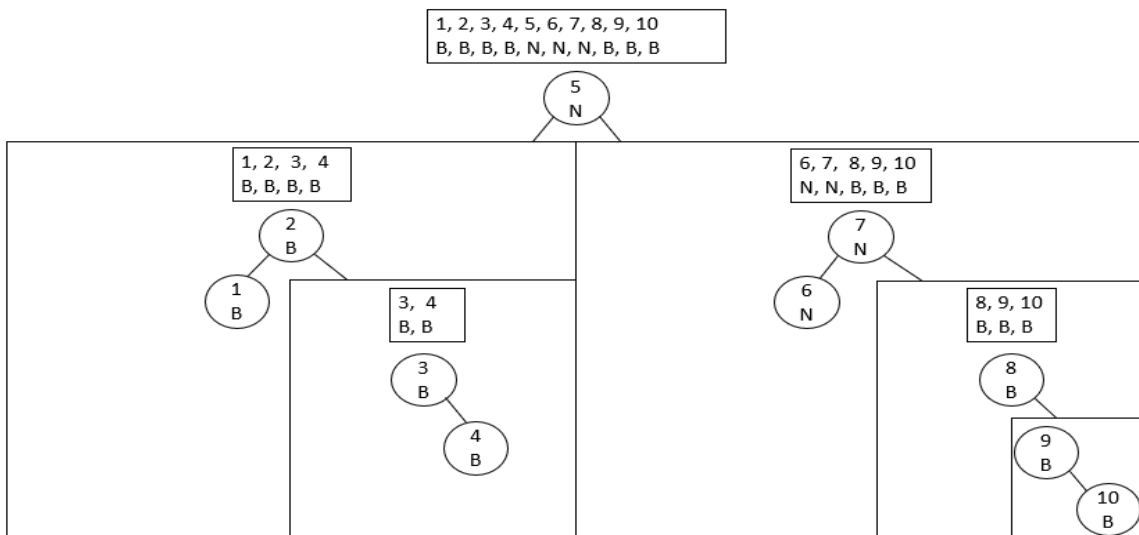 1, 2, 3, 4, 5, 6, 7, 8, 9, 10
B, B, B, B, N, N, N, B, B, B
5
N
1, 2, 3, 4
B, B, B, B
6, 7, 8, 9, 10
N, N, B, B, B
2
B
7
N
1
B
6
N
3, 4
B, B
8, 9, 10
B, B, B
3
B
8
B
4
B
9
B
10
B